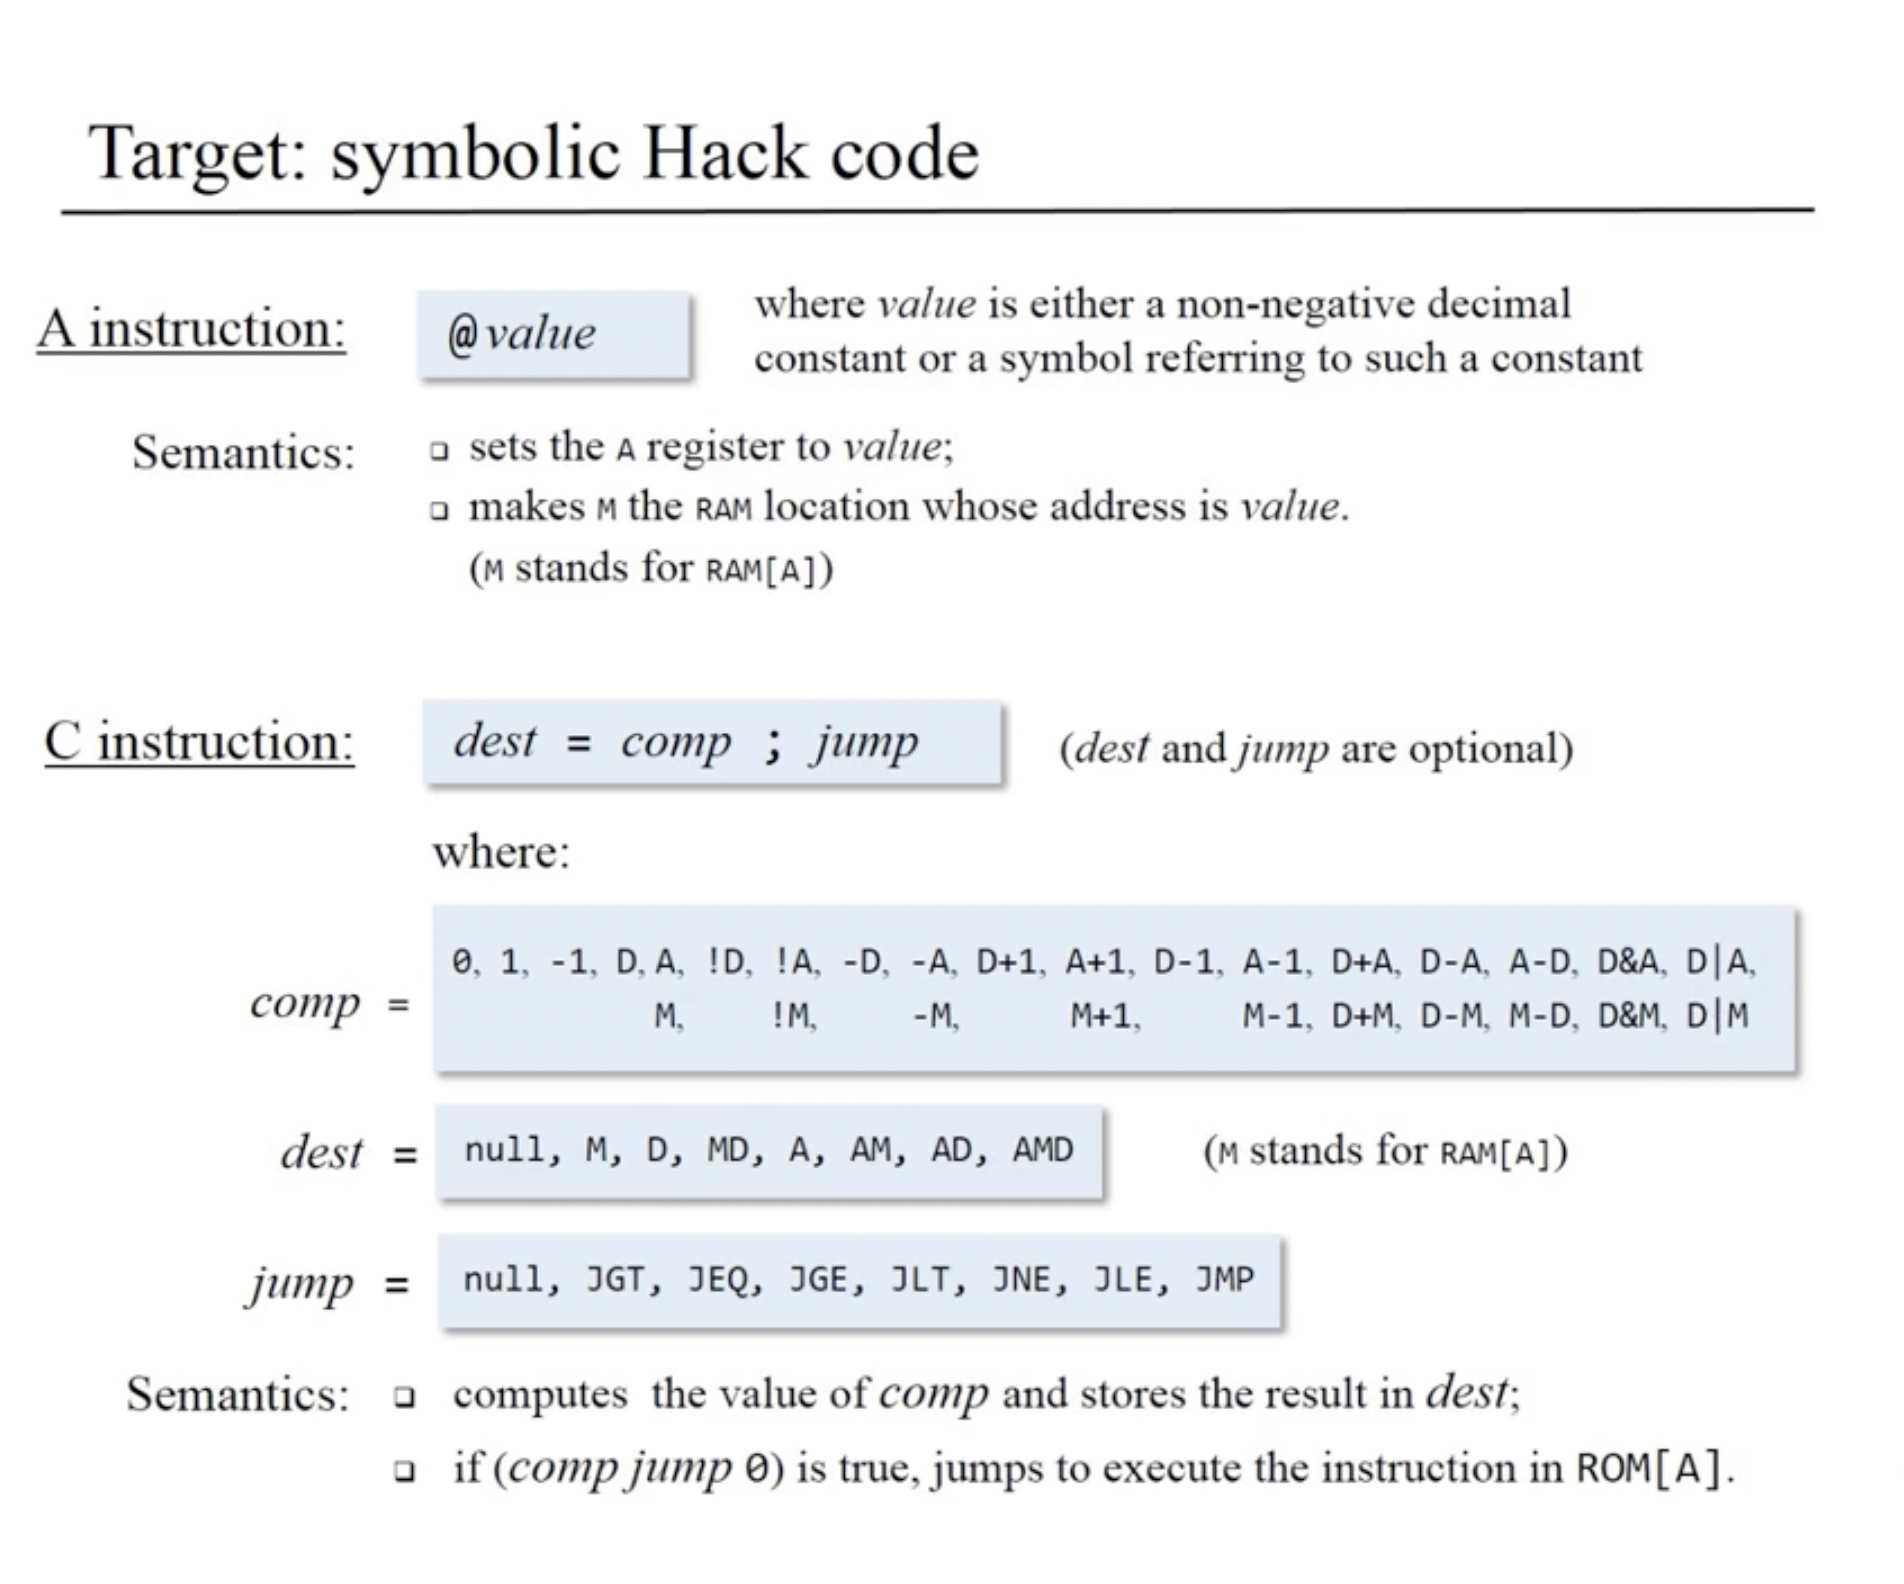 Target: symbolic Hack code
A instruction: @value where value is either a non-negative decimal
constant or a symbol referring to such a constant
Semantics: ❏ sets the A register to value;
❏ makes M the RAM location whose address is value.
(M stands for RAM[A])
C instruction: dest = comp ; jump (dest and jump are optional)
where:
comp =
0, 1, -1, D, A, !D, !A, -D, -A, D+1, A+1, D-1, A-1, D+A, D-A, A-D, D&A, D|A,
M, !M, -M, M+1, M-1, D+M, D-M, M-D, D&M, D|M
dest = null, M, D, MD, A, AM, AD, AMD (M stands for RAM[A])
jump = null, JGT, JEQ, JGE, JLT, JNE, JLE, JMP
Semantics: ❏ computes the value of comp and stores the result in dest;
❏ if (comp jump 0) is true, jumps to execute the instruction in ROM[A].